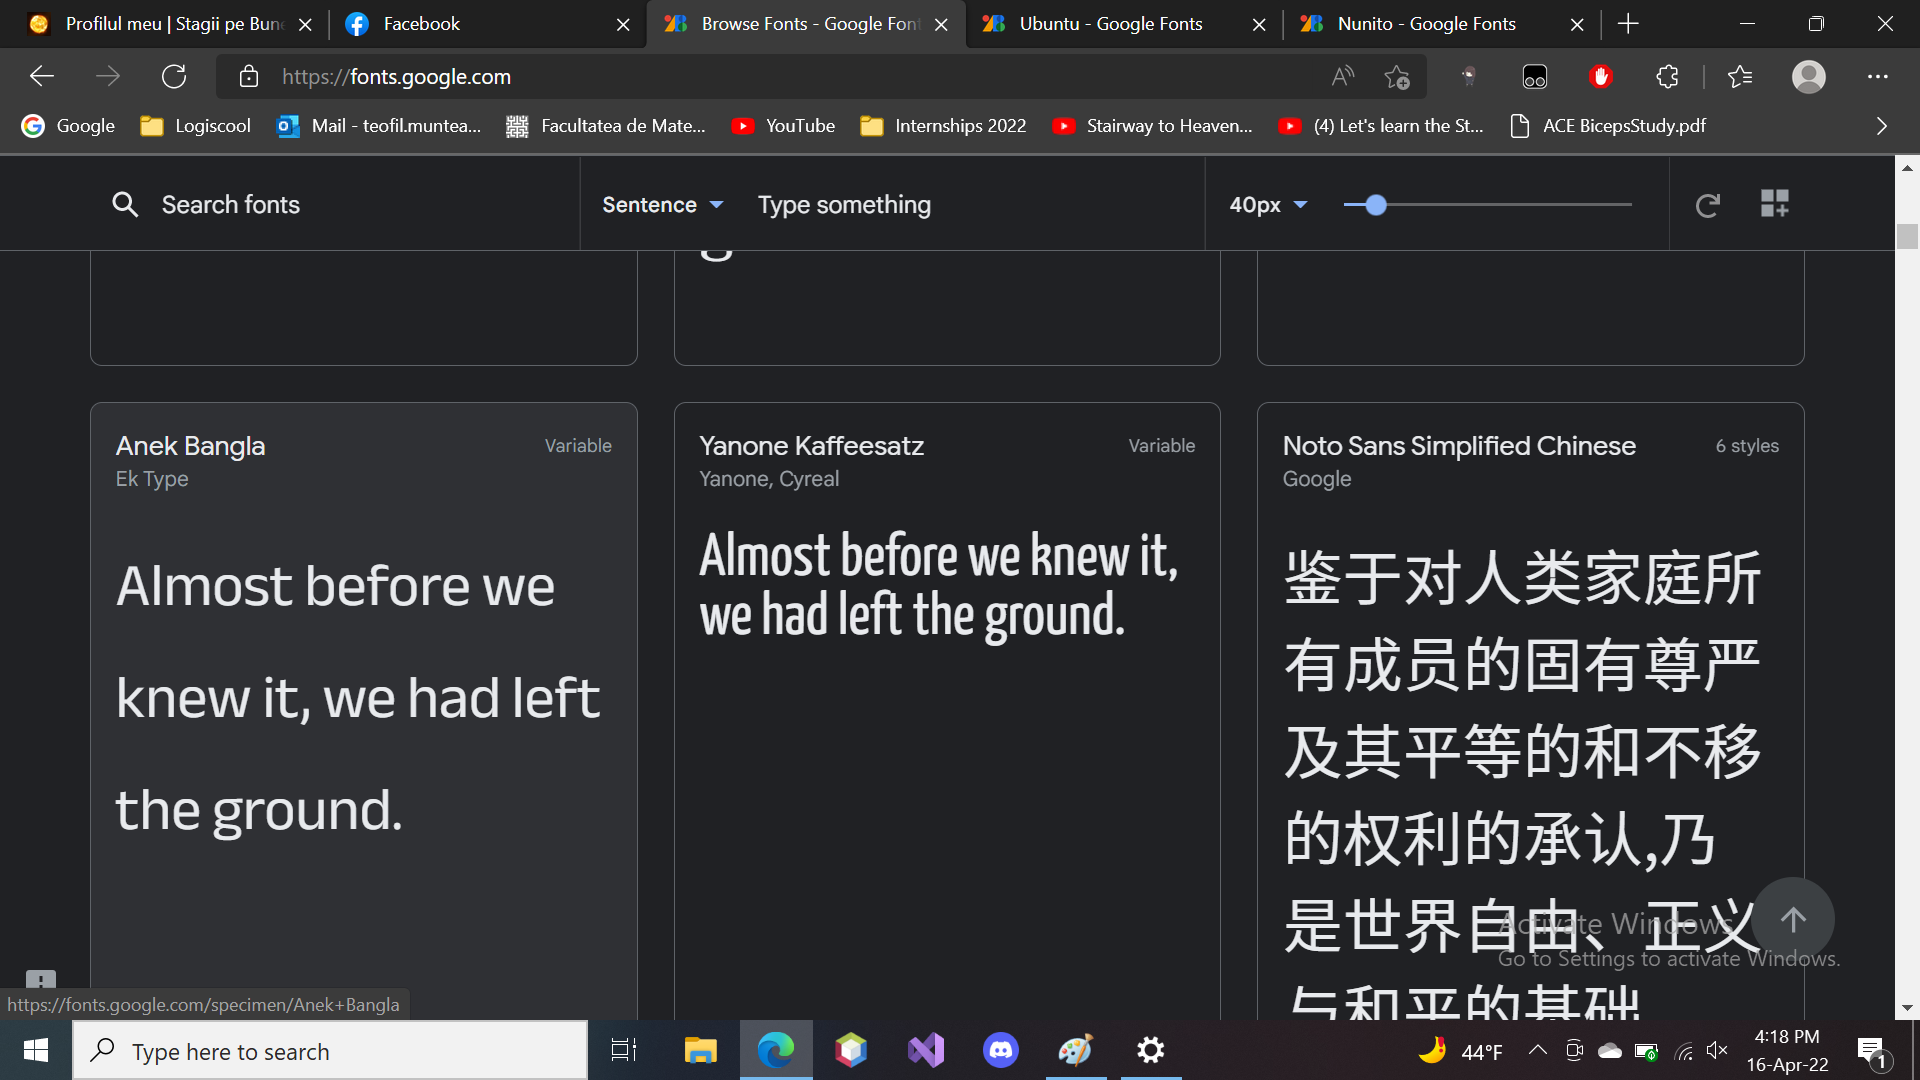 Profilul meu | Stagii pe Bune
Facebook
Browse Fonts - Google Font
Ubuntu - Google Fonts
Nunito - Google Fonts
https://fonts.google.com
Google
Logiscool
Mail - teofil.muntea...
Facultatea de Mate...
YouTube
Internships 2022
Stairway to Heaven...
(4) Let's learn the St...
ACE BicepsStudy.pdf
Search fonts
Sentence
Type something
40px
Anek Bangla
Variable
Ek Type
Almost before we
knew it, we had left
the ground.
Yanone Kaffeesatz
Variable
Yanone, Cyreal
Almost before we knew it,
we had left the ground.
Noto Sans Simplified Chinese
6 styles
Google
鉴于对人类家庭所
有成员的固有尊严
及其平等的和不移
的权利的承认,乃
是世界自由、正义
与和平的基础
Activate Windows
Go to Settings to activate Windows.
https://fonts.google.com/specimen/Anek+Bangla
Type here to search
44°F
4:18 PM
16-Apr-22
1